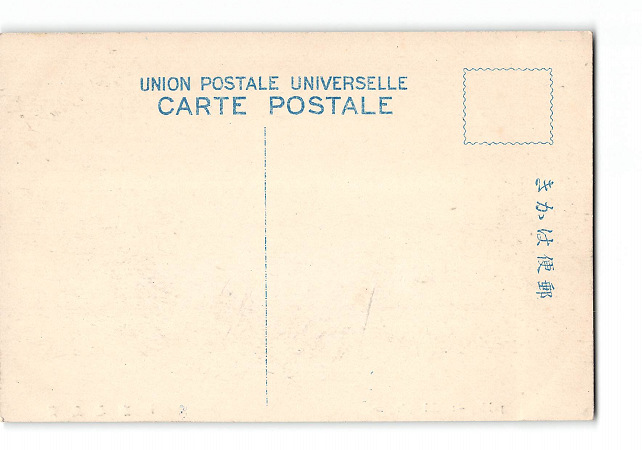 UNION POSTALE UNIVERSELLE
CARTE POSTALE
きかは便郵